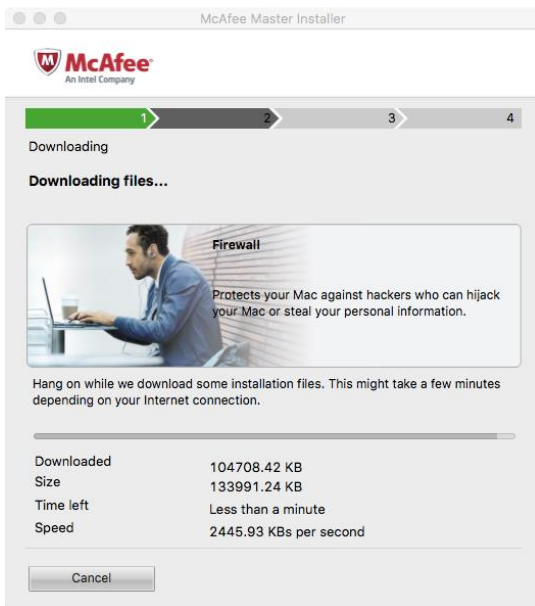 McAfee Master Installer
McAfee
An Intel Company
1 2 3 4
Downloading
Downloading files...
Firewall
Protects your Mac against hackers who can hijack
your Mac or steal your personal information.
Hang on while we download some installation files. This might take a few minutes
depending on your Internet connection.
Downloaded 104708.42 KB
Size 133991.24 KB
Time left Less than a minute
Speed 2445.93 KBs per second
Cancel